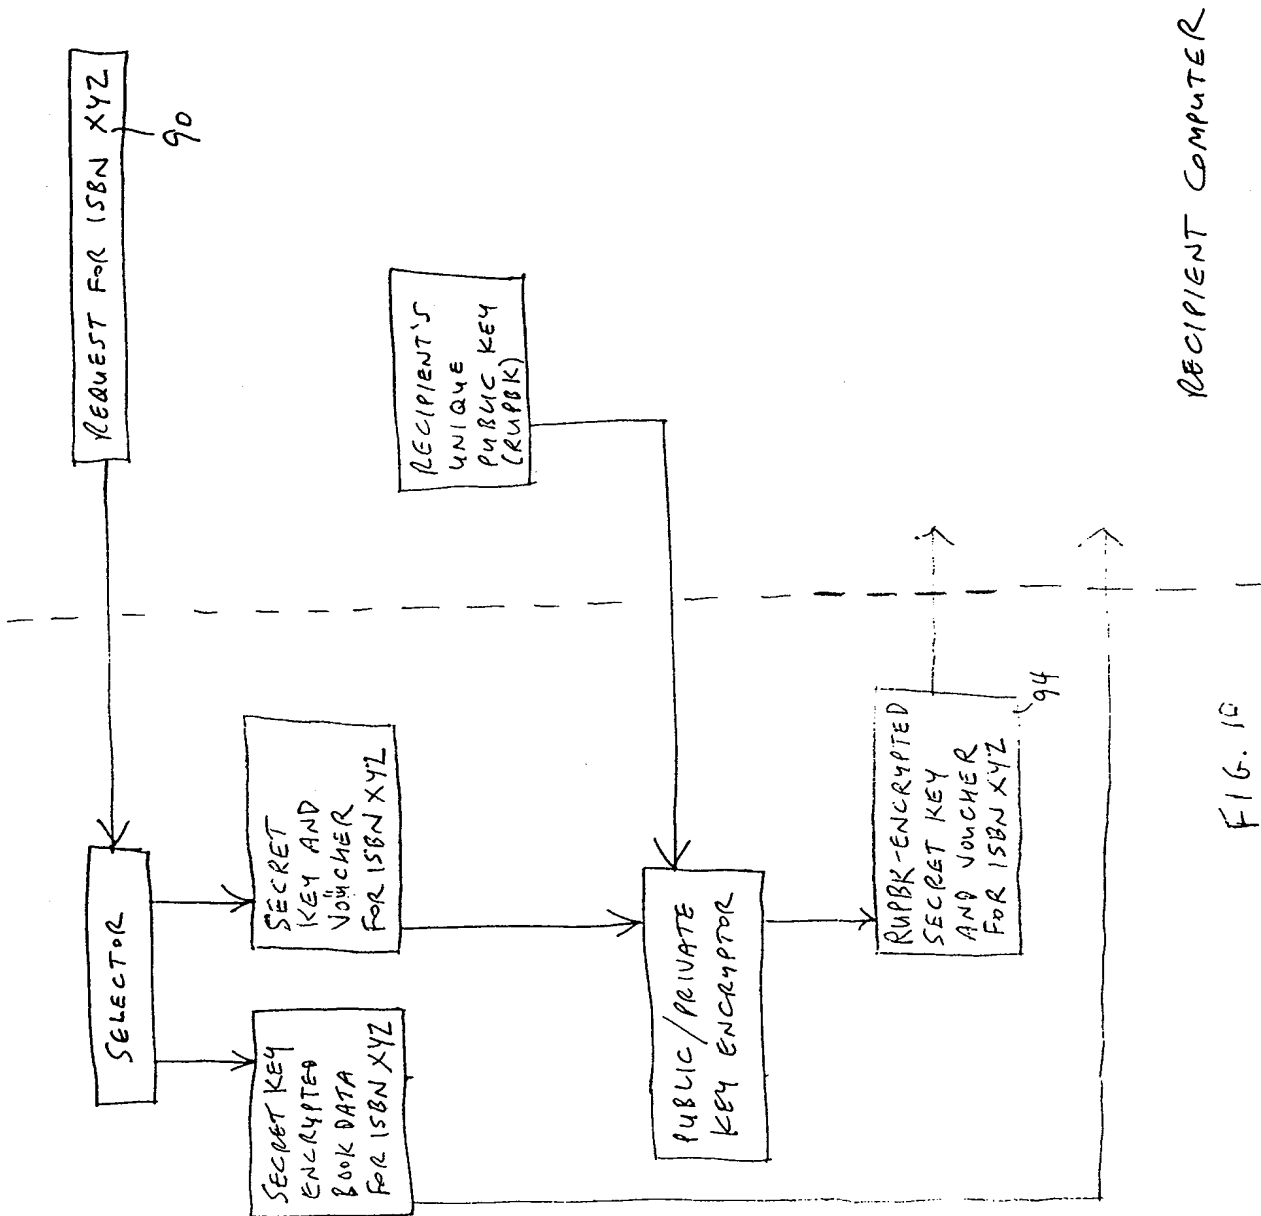 SELECTOR
REQUEST FOR ISBN XYZ
90
SECRET KEY
ENCRYPTED
BOOK DATA
FOR ISBN XYZ
SECRET
KEY AND
VOUCHER
FOR ISBN XYZ
RECIPIENT'S
UNIQUE
PUBLIC KEY
(RUPBK)
PUBLIC/PRIVATE
KEY ENCRYPTOR
RUPBK-ENCRYPTED
SECRET KEY
AND VOUCHER
FOR ISBN XYZ
94
RECIPIENT COMPUTER
FIG. 10